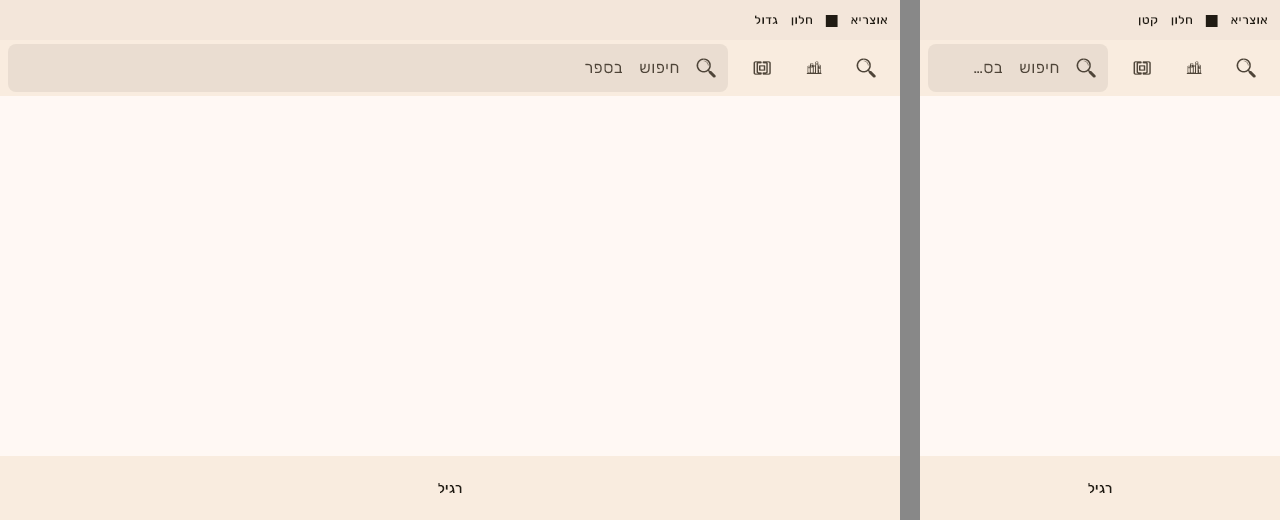 אוצריא ■ חלון גדול
חיפוש בספר
רגיל
אוצריא ■ חלון קטן
חיפוש בס...
רגיל